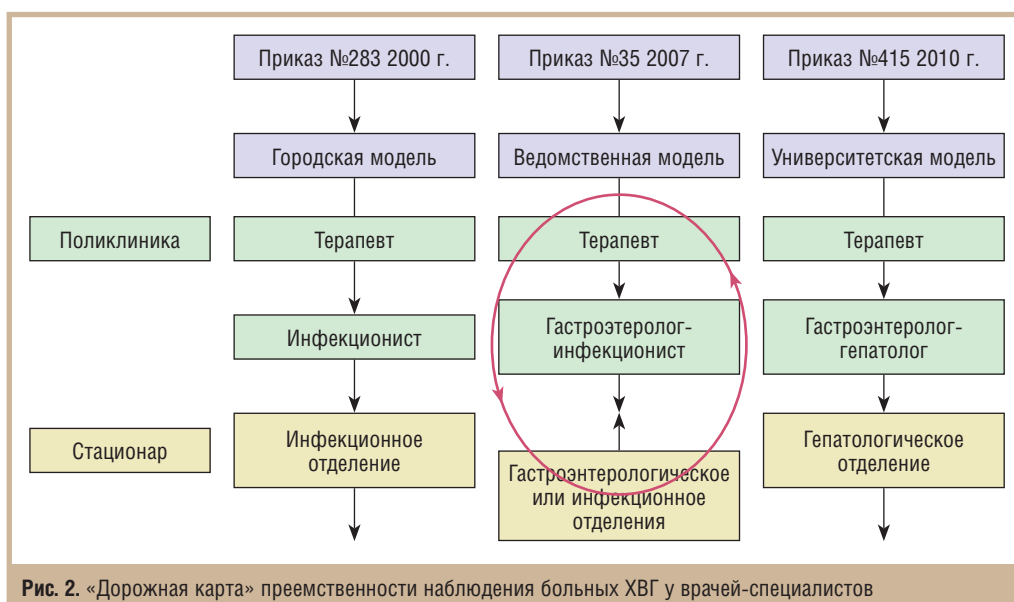 Приказ №283 2000 г.
Приказ №35 2007 г.
Приказ №415 2010 г.
Городская модель
Ведомственная модель
Университетская модель
Поликлиника
Терапевт
Терапевт
Терапевт
Инфекционист
Гастроэтеролог-
инфекционист
Гастроэнтеролог-
гепатолог
Стационар
Инфекционное
отделение
Гастроэнтерологическое
или инфекционное
отделения
Гепатологическое
отделение
Рис. 2. «Дорожная карта» преемственности наблюдения больных ХВГ у врачей-специалистов